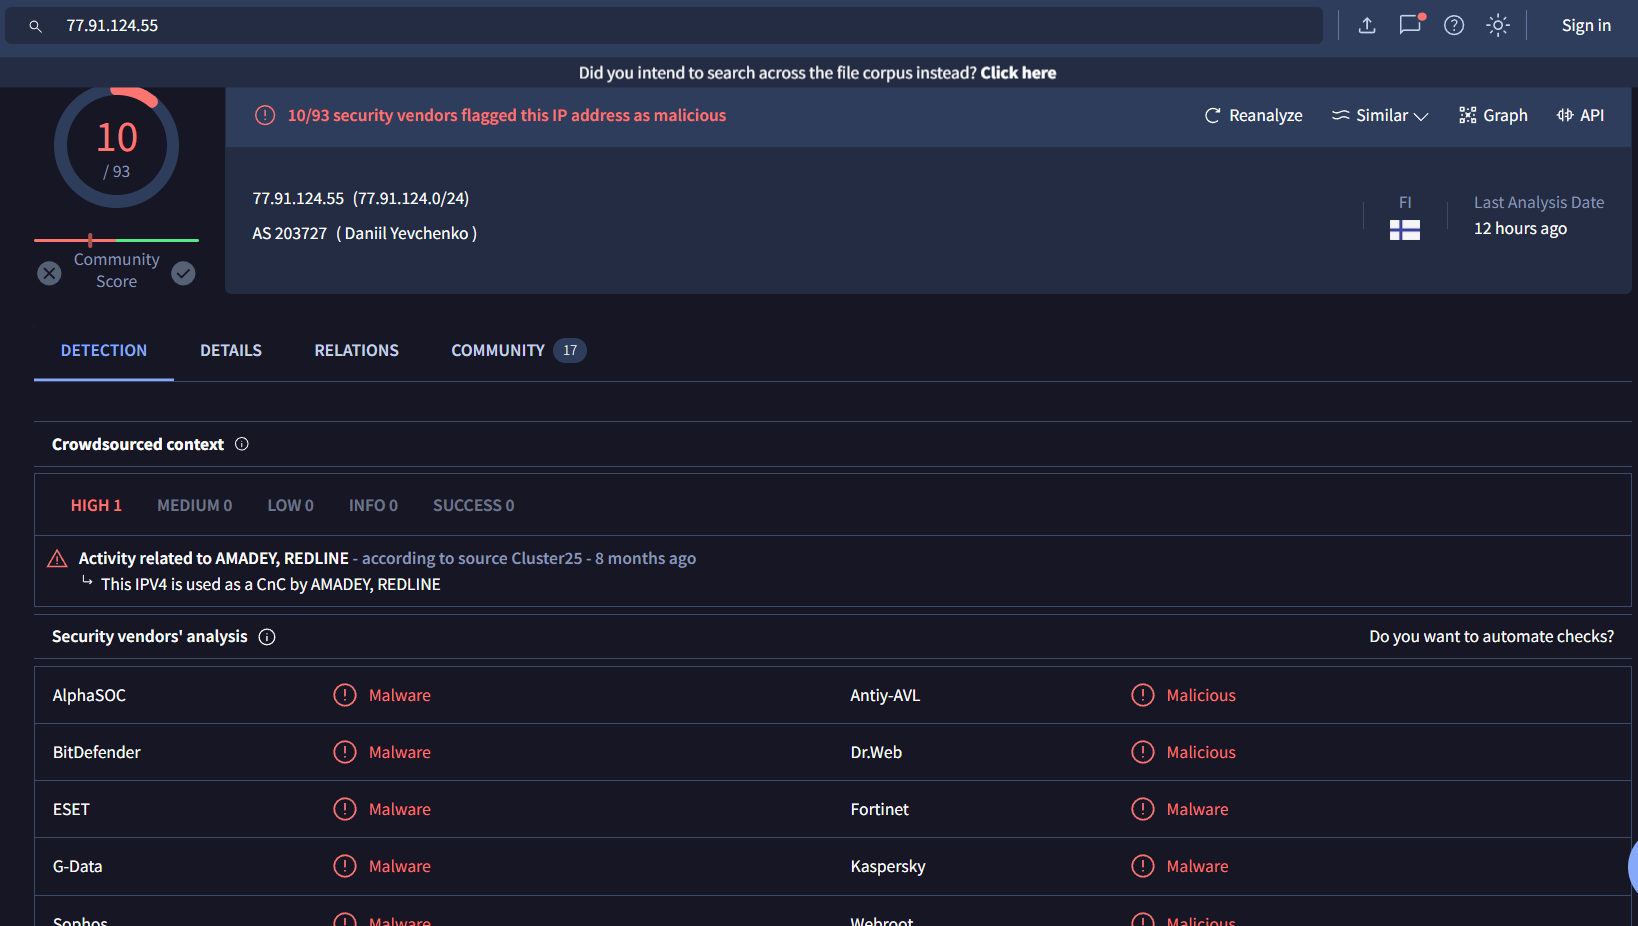 77.91.124.55
Sign in
Did you intend to search across the file corpus instead? Click here
10
/ 93
Community
Score
10/93 security vendors flagged this IP address as malicious
Reanalyze
Similar
Graph
API
77.91.124.55 (77.91.124.0/24)
AS 203727 ( Daniil Yevchenko )
FI
Last Analysis Date
12 hours ago
DETECTION
DETAILS
RELATIONS
COMMUNITY 17
Crowdsourced context
HIGH 1
MEDIUM 0
LOW 0
INFO 0
SUCCESS 0
Activity related to AMADEY, REDLINE - according to source Cluster25 - 8 months ago
This IPV4 is used as a CnC by AMADEY, REDLINE
Security vendors' analysis
Do you want to automate checks?
AlphaSOC Malware Antiy-AVL Malicious
BitDefender Malware Dr.Web Malicious
ESET Malware Fortinet Malware
G-Data Malware Kaspersky Malware
Sophos Malware Webroot Malicious